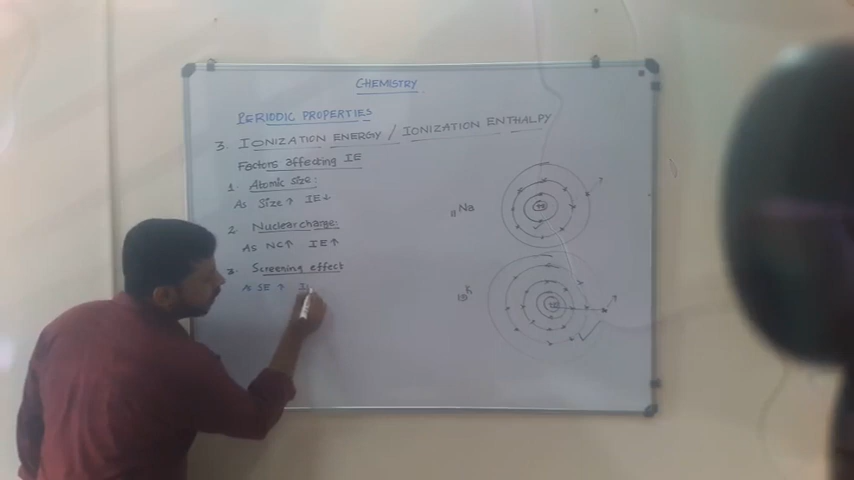 CHEMISTRY
PERIODIC PROPERTIES
3. IONIZATION ENERGY / IONIZATION ENTHALPY
Factors affecting IE
1. Atomic size:
As Size ↑ IE↓
2. Nuclear charge:
As NC↑ IE↑
3. Screening effect
As SE ↑ I
11Na
19K